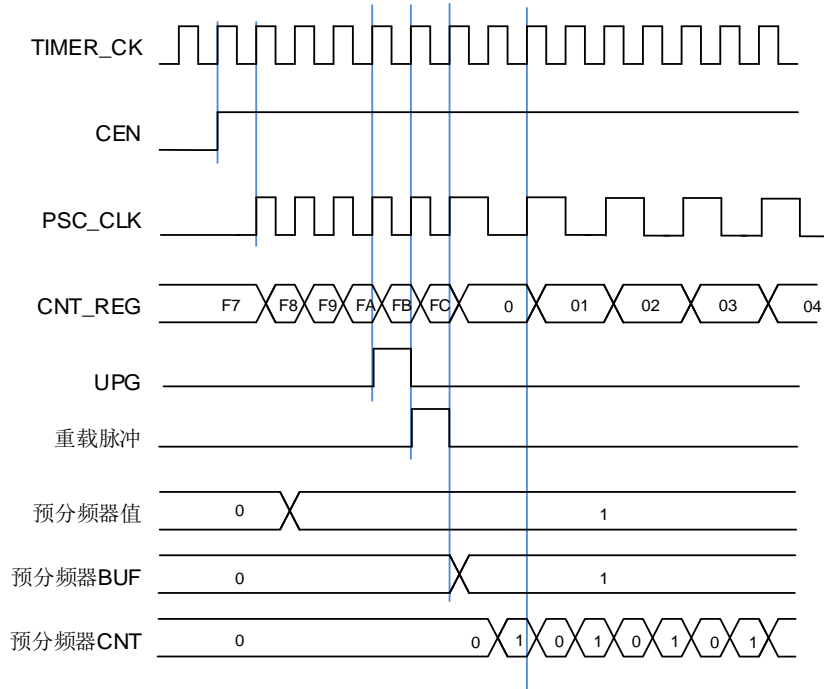 TIMER_CK
CEN
PSC_CLK
CNT_REG F7 F8 F9 FA FB FC 0 01 02 03 04
UPG
重载脉冲
预分频器值 0 1
预分频器BUF 0 1
预分频器CNT 0 0 1 0 1 0 1 0 1